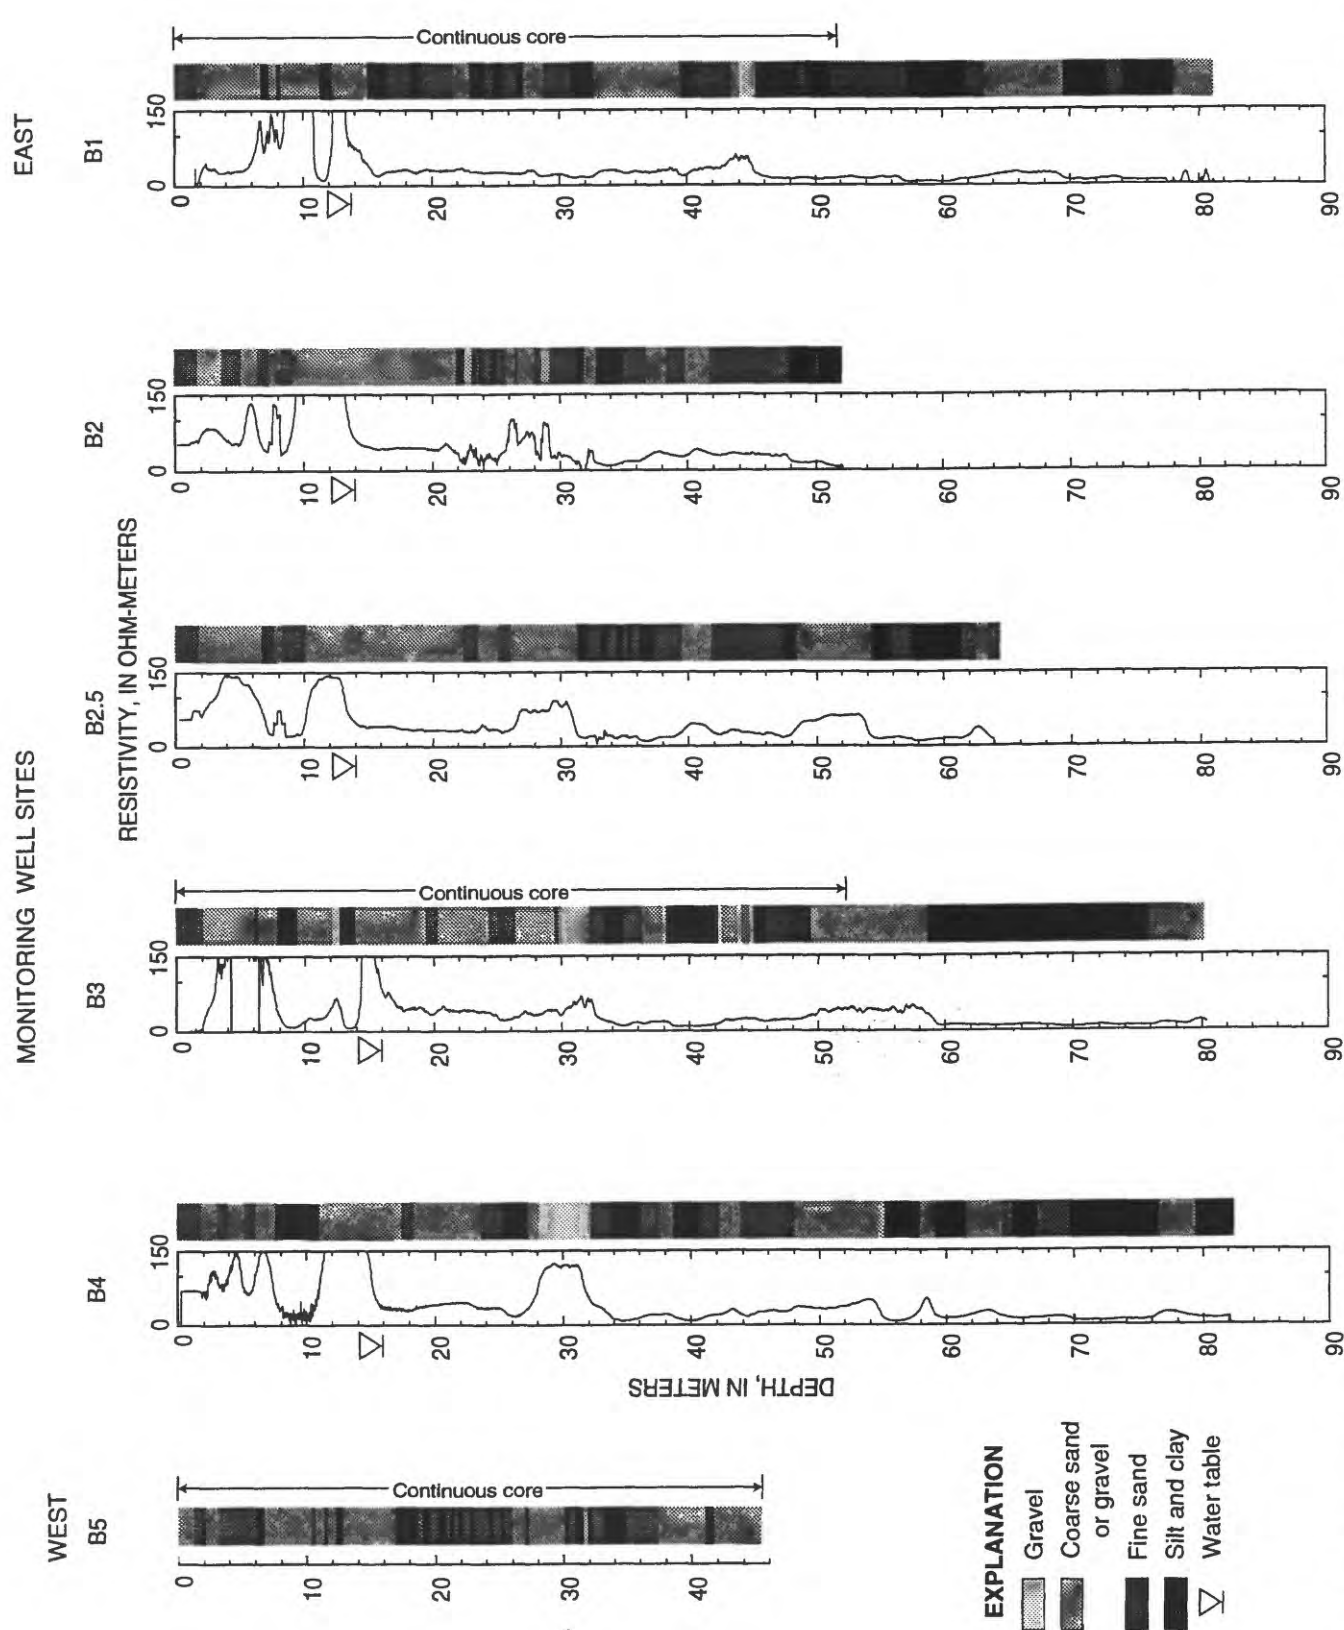 MONITORING WELL SITES
WEST
EAST
B5
B4
B3
B2.5
B2
B1
Continuous core
Continuous core
Continuous core
RESISTIVITY, IN OHM-METERS
DEPTH, IN METERS
0
10
20
30
40
0 150
0
10
20
30
40
50
60
70
80
90
0 150
0
10
20
30
40
50
60
70
80
90
0 150
0
10
20
30
40
50
60
70
80
90
0 150
0
10
20
30
40
50
60
70
80
90
0 150
0
10
20
30
40
50
60
70
80
90
EXPLANATION
Gravel
Coarse sand
or gravel
Fine sand
Silt and clay
Water table